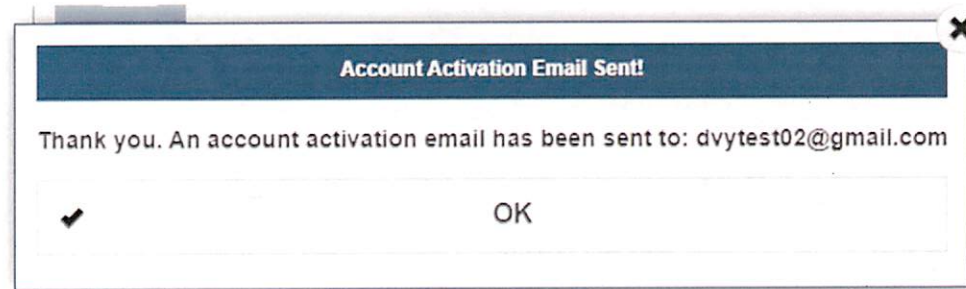 Account Activation Email Sent!
Thank you. An account activation email has been sent to: dvytest02@gmail.com
OK